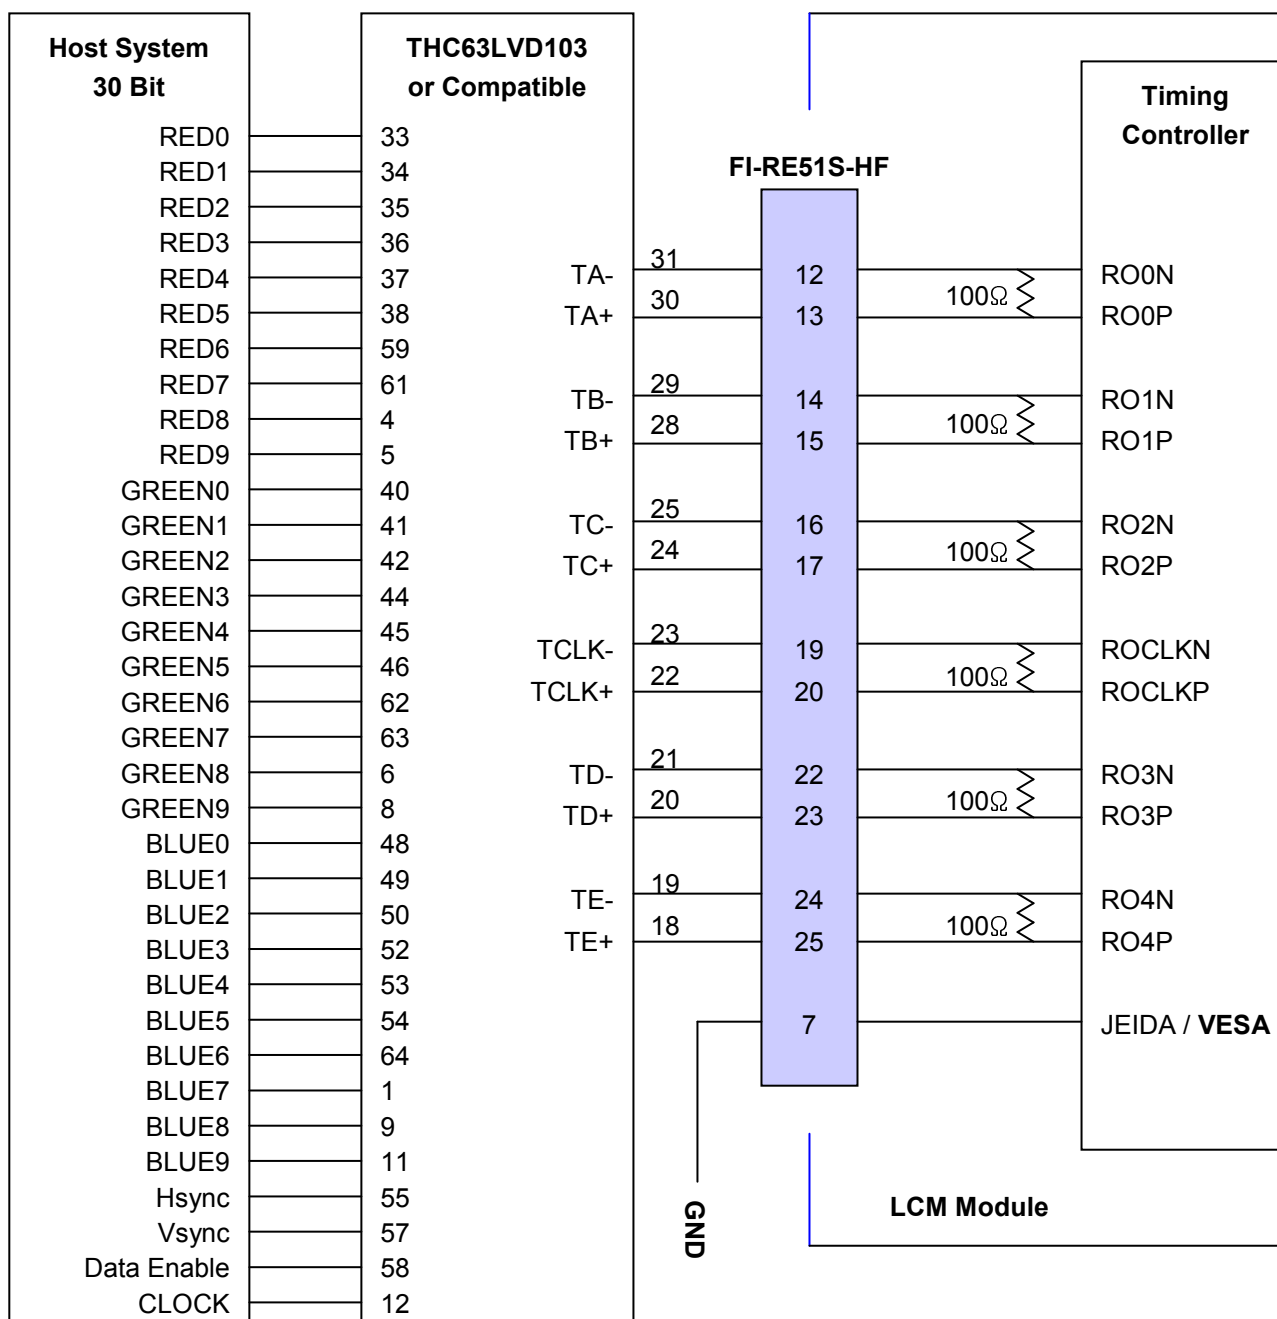 Host System
30 Bit
THC63LVD103
or Compatible
Timing
Controller
FI-RE51S-HF
RED0 33
RED1 34
RED2 35
RED3 36
RED4 37
RED5 38
RED6 59
RED7 61
RED8 4
RED9 5
GREEN0 40
GREEN1 41
GREEN2 42
GREEN3 44
GREEN4 45
GREEN5 46
GREEN6 62
GREEN7 63
GREEN8 6
GREEN9 8
BLUE0 48
BLUE1 49
BLUE2 50
BLUE3 52
BLUE4 53
BLUE5 54
BLUE6 64
BLUE7 1
BLUE8 9
BLUE9 11
Hsync 55
Vsync 57
Data Enable 58
CLOCK 12
TA- 31 12 RO0N
100Ω
TA+ 30 13 RO0P
TB- 29 14 RO1N
100Ω
TB+ 28 15 RO1P
TC- 25 16 RO2N
100Ω
TC+ 24 17 RO2P
TCLK- 23 19 ROCLKN
100Ω
TCLK+ 22 20 ROCLKP
TD- 21 22 RO3N
100Ω
TD+ 20 23 RO3P
TE- 19 24 RO4N
100Ω
TE+ 18 25 RO4P
7 JEIDA / VESA
GND
LCM Module